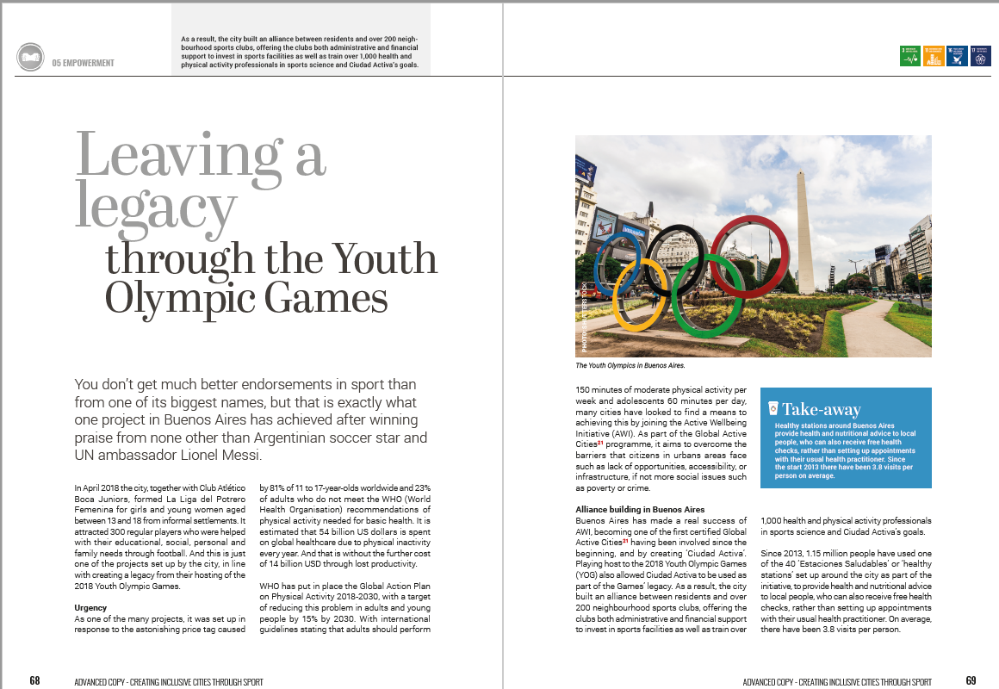 As a result, the city built an alliance between residents and over 200 neigh-
bourhood sports clubs, offering the clubs both administrative and financial
support to invest in sports facilities as well as train over 1,000 health and
physical activity professionals in sports science and Ciudad Activa's goals.
05 EMPOWERMENT
Leaving a
legacy
through the Youth
Olympic Games
You don't get much better endorsements in sport than
from one of its biggest names, but that is exactly what
one project in Buenos Aires has achieved after winning
praise from none other than Argentinian soccer star and
UN ambassador Lionel Messi.
In April 2018 the city, together with Club Atlético
Boca Juniors, formed La Liga del Potrero
Femenina for girls and young women aged
between 13 and 18 from informal settlements. It
attracted 300 regular players who were helped
with their educational, social, personal and
family needs through football. And this is just
one of the projects set up by the city, in line
with creating a legacy from their hosting of the
2018 Youth Olympic Games.
Urgency
As one of the many projects, it was set up in
response to the astonishing price tag caused
by 81% of 11 to 17-year-olds worldwide and 23%
of adults who do not meet the WHO (World
Health Organisation) recommendations of
physical activity needed for basic health. It is
estimated that 54 billion US dollars is spent
on global healthcare due to physical inactivity
every year. And that is without the further cost
of 14 billion USD through lost productivity.
WHO has put in place the Global Action Plan
on Physical Activity 2018-2030, with a target
of reducing this problem in adults and young
people by 15% by 2030. With international
guidelines stating that adults should perform
68
ADVANCED COPY - CREATING INCLUSIVE CITIES THROUGH SPORT
3
11
16
17
PHOTO: SHUTTERSTOCK
The Youth Olympics in Buenos Aires.
150 minutes of moderate physical activity per
week and adolescents 60 minutes per day,
many cities have looked to find a means to
achieving this by joining the Active Wellbeing
Initiative (AWI). As part of the Global Active
Cities²¹ programme, it aims to overcome the
barriers that citizens in urbans areas face
such as lack of opportunities, accessibility, or
infrastructure, if not more social issues such
as poverty or crime.
Alliance building in Buenos Aires
Buenos Aires has made a real success of
AWI, becoming one of the first certified Global
Active Cities²¹ having been involved since the
beginning, and by creating 'Ciudad Activa'.
Playing host to the 2018 Youth Olympic Games
(YOG) also allowed Ciudad Activa to be used as
part of the Games' legacy. As a result, the city
built an alliance between residents and over
200 neighbourhood sports clubs, offering the
clubs both administrative and financial support
to invest in sports facilities as well as train over
Take-away
Healthy stations around Buenos Aires
provide health and nutritional advice to local
people, who can also receive free health
checks, rather than setting up appointments
with their usual health practitioner. Since
the start 2013 there have been 3.8 visits per
person on average.
1,000 health and physical activity professionals
in sports science and Ciudad Activa's goals.
Since 2013, 1.15 million people have used one
of the 40 'Estaciones Saludables' or 'healthy
stations' set up around the city as part of the
initiative, to provide health and nutritional advice
to local people, who can also receive free health
checks, rather than setting up appointments
with their usual health practitioner. On average,
there have been 3.8 visits per person.
ADVANCED COPY - CREATING INCLUSIVE CITIES THROUGH SPORT
69